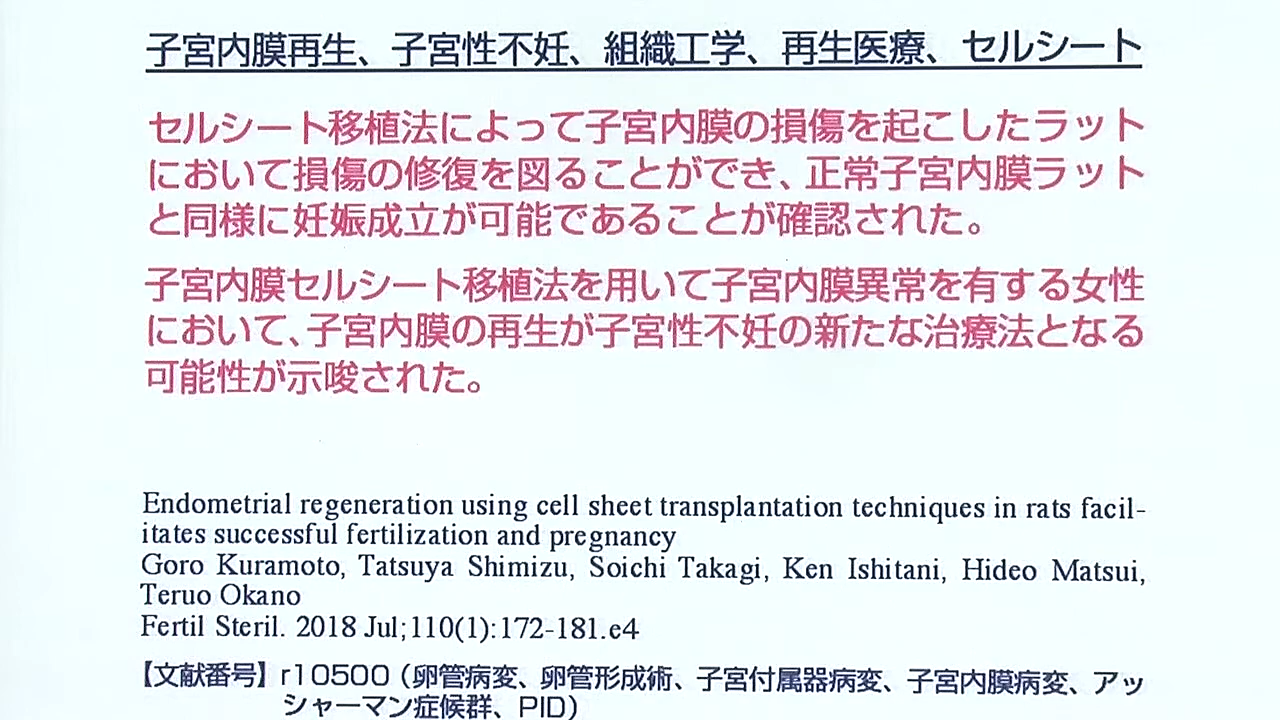 子宮内膜再生、子宮性不妊、組織工学、再生医療、セルシート
セルシート移植法によって子宮内膜の損傷を起こしたラット
において損傷の修復を図ることができ、正常子宮内膜ラット
と同様に妊娠成立が可能であることが確認された。
子宮内膜セルシート移植法を用いて子宮内膜異常を有する女性
において、子宮内膜の再生が子宮性不妊の新たな治療法となる
可能性が示唆された。
Endometrial regeneration using cell sheet transplantation techniques in rats facil-
itates successful fertilization and pregnancy
Goro Kuramoto, Tatsuya Shimizu, Soichi Takagi, Ken Ishitani, Hideo Matsui,
Teruo Okano
Fertil Steril. 2018 Jul;110(1):172-181.e4
【文献番号】r10500（卵管病変、卵管形成術、子宮付属器病変、子宮内膜病変、アッ
シャーマン症候群、PID）